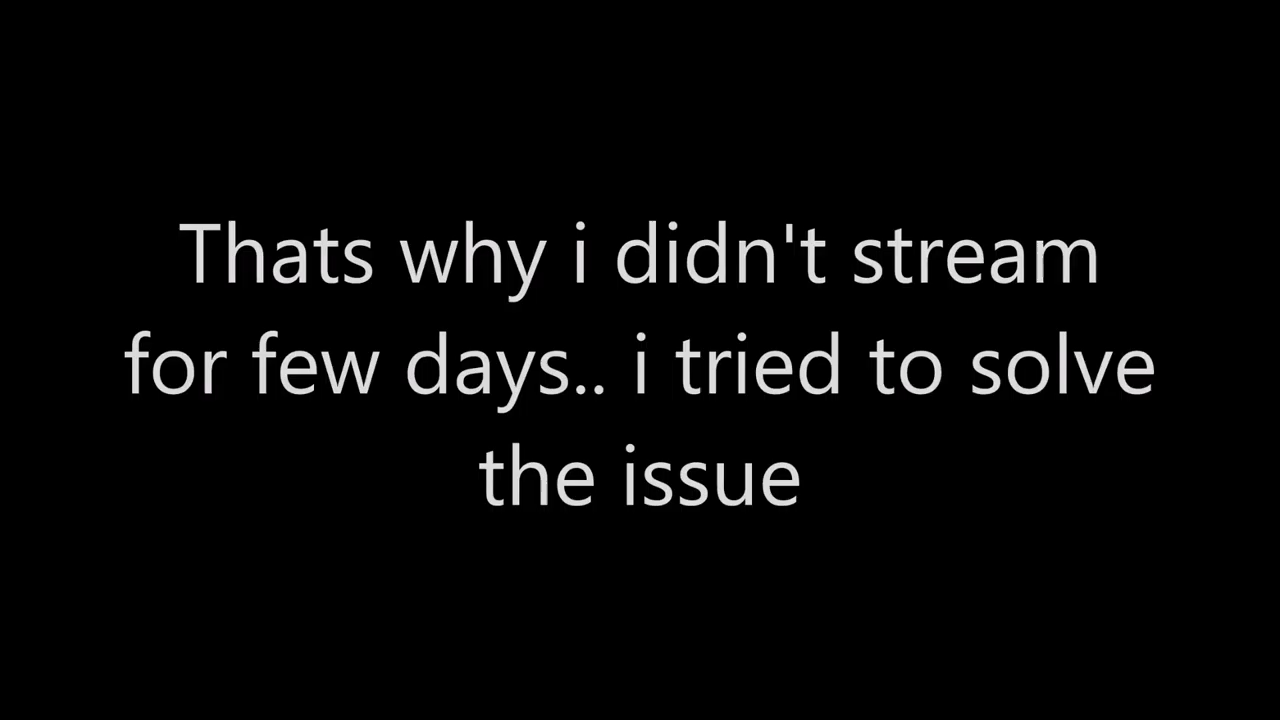 Thats why i didn't stream
for few days.. i tried to solve
the issue